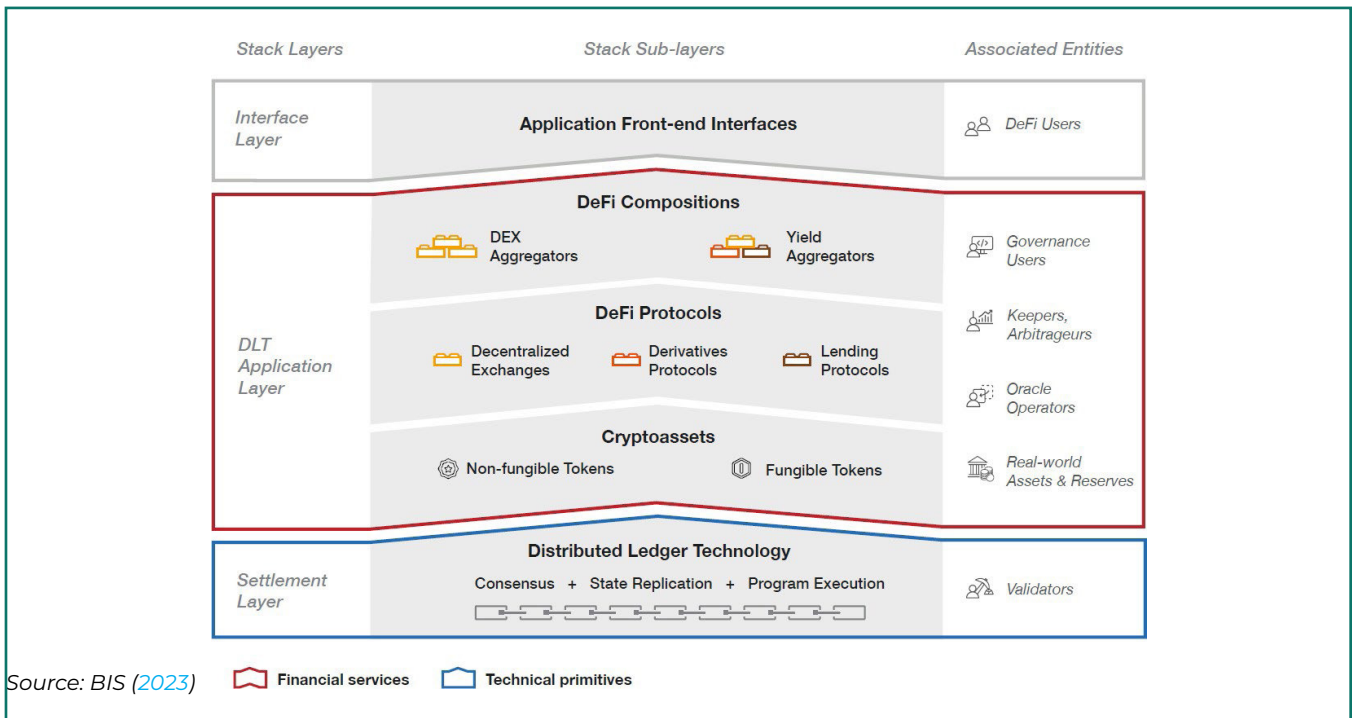 Stack Layers
Stack Sub-layers
Associated Entities
Interface
Layer
Application Front-end Interfaces
DeFi Users
DLT
Application
Layer
DeFi Compositions
DEX
Aggregators
Yield
Aggregators
DeFi Protocols
Decentralized
Exchanges
Derivatives
Protocols
Lending
Protocols
Cryptoassets
Non-fungible Tokens
Fungible Tokens
Governance
Users
Keepers,
Arbitrageurs
Oracle
Operators
Real-world
Assets & Reserves
Settlement
Layer
Distributed Ledger Technology
Consensus + State Replication + Program Execution
Validators
Source: BIS (2023)
Financial services
Technical primitives